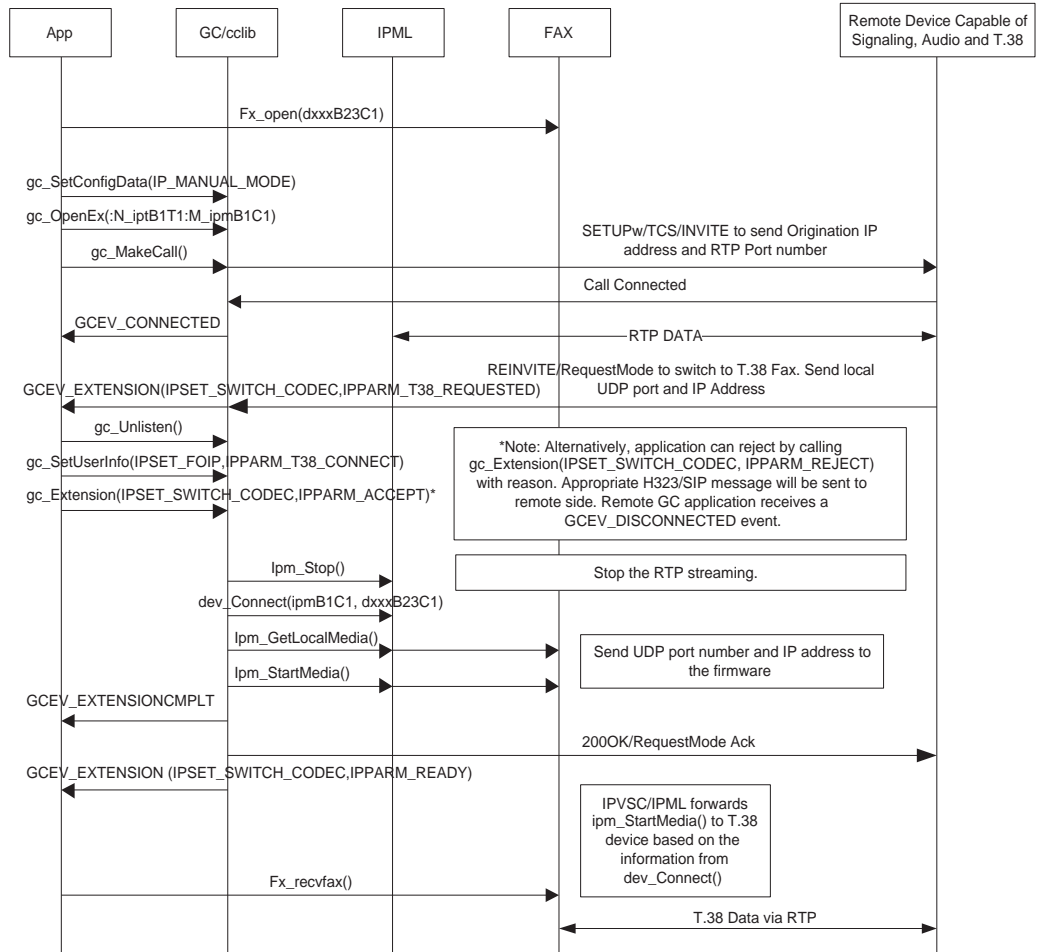 App
GC/cclib
IPML
FAX
Remote Device Capable of
Signaling, Audio and T.38
Fx_open(dxxxB23C1)
gc_SetConfigData(IP_MANUAL_MODE)
gc_OpenEx(:N_iptB1T1:M_ipmB1C1)
gc_MakeCall()
SETUPw/TCS/INVITE to send Origination IP
address and RTP Port number
Call Connected
GCEV_CONNECTED
RTP DATA
REINVITE/RequestMode to switch to T.38 Fax. Send local
UDP port and IP Address
GCEV_EXTENSION(IPSET_SWITCH_CODEC,IPPARM_T38_REQUESTED)
gc_Unlisten()
gc_SetUserInfo(IPSET_FOIP,IPPARM_T38_CONNECT)
gc_Extension(IPSET_SWITCH_CODEC,IPPARM_ACCEPT)*
*Note: Alternatively, application can reject by calling
gc_Extension(IPSET_SWITCH_CODEC, IPPARM_REJECT)
with reason. Appropriate H323/SIP message will be sent to
remote side. Remote GC application receives a
GCEV_DISCONNECTED event.
Ipm_Stop()
Stop the RTP streaming.
dev_Connect(ipmB1C1, dxxxB23C1)
Ipm_GetLocalMedia()
Send UDP port number and IP address to
the firmware
Ipm_StartMedia()
GCEV_EXTENSIONCMPLT
200OK/RequestMode Ack
GCEV_EXTENSION (IPSET_SWITCH_CODEC,IPPARM_READY)
IPVSC/IPML forwards
ipm_StartMedia() to T.38
device based on the
information from
dev_Connect()
Fx_recvfax()
T.38 Data via RTP